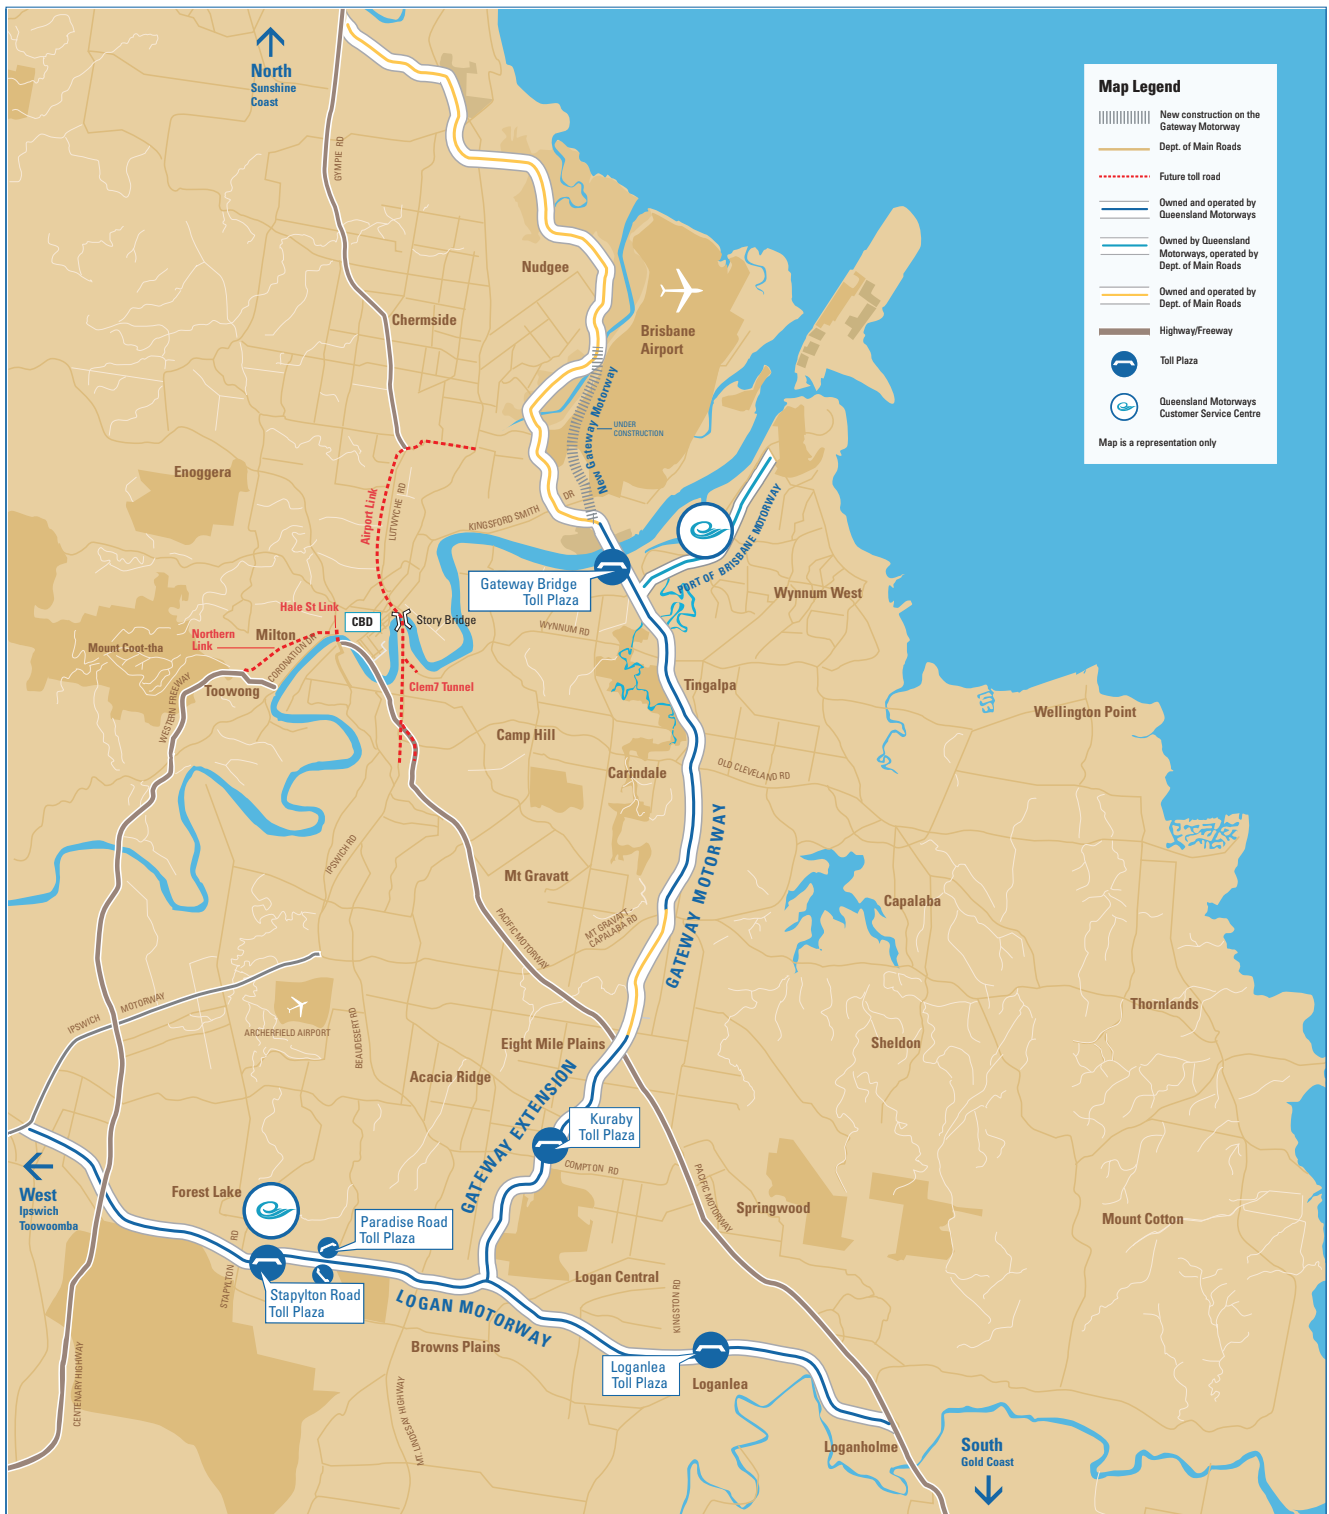 North
Sunshine
Coast
Map Legend
New construction on the
Gateway Motorway
Dept. of Main Roads
Future toll road
Owned and operated by
Queensland Motorways
Owned by Queensland
Motorways, operated by
Dept. of Main Roads
Owned and operated by
Dept. of Main Roads
Highway/Freeway
Toll Plaza
Queensland Motorways
Customer Service Centre
Map is a representation only
GYMPIE RD
Nudgee
Chermside
Brisbane
Airport
New Gateway Motorway
UNDER
CONSTRUCTION
Enoggera
Airport Link
LUTWYCHE RD
KINGSFORD SMITH DR
PORT OF BRISBANE MOTORWAY
Gateway Bridge
Toll Plaza
Wynnum West
Hale St Link
CBD
Story Bridge
WYNNUM RD
Northern
Link
Milton
Mount Coot-tha
CORONATION DR
Toowong
WESTERN FREEWAY
Clem7 Tunnel
Tingalpa
Wellington Point
Camp Hill
Carindale
OLD CLEVELAND RD
IPSWICH RD
GATEWAY MOTORWAY
Mt Gravatt
Capalaba
MT GRAVATT -
CAPALABA RD
PACIFIC MOTORWAY
IPSWICH MOTORWAY
ARCHERFIELD AIRPORT
BEAUDESERT RD
Thornlands
Eight Mile Plains
Sheldon
Acacia Ridge
GATEWAY EXTENSION
Kuraby
Toll Plaza
COMPTON RD
PACIFIC MOTORWAY
West
Ipswich
Toowoomba
Forest Lake
Springwood
Mount Cotton
Paradise Road
Toll Plaza
STAPYLTON RD
Stapylton Road
Toll Plaza
LOGAN MOTORWAY
Logan Central
KINGSTON RD
Browns Plains
Loganlea
Toll Plaza
Loganlea
CENTENARY HIGHWAY
MT. LINDESAY HIGHWAY
Loganholme
South
Gold Coast